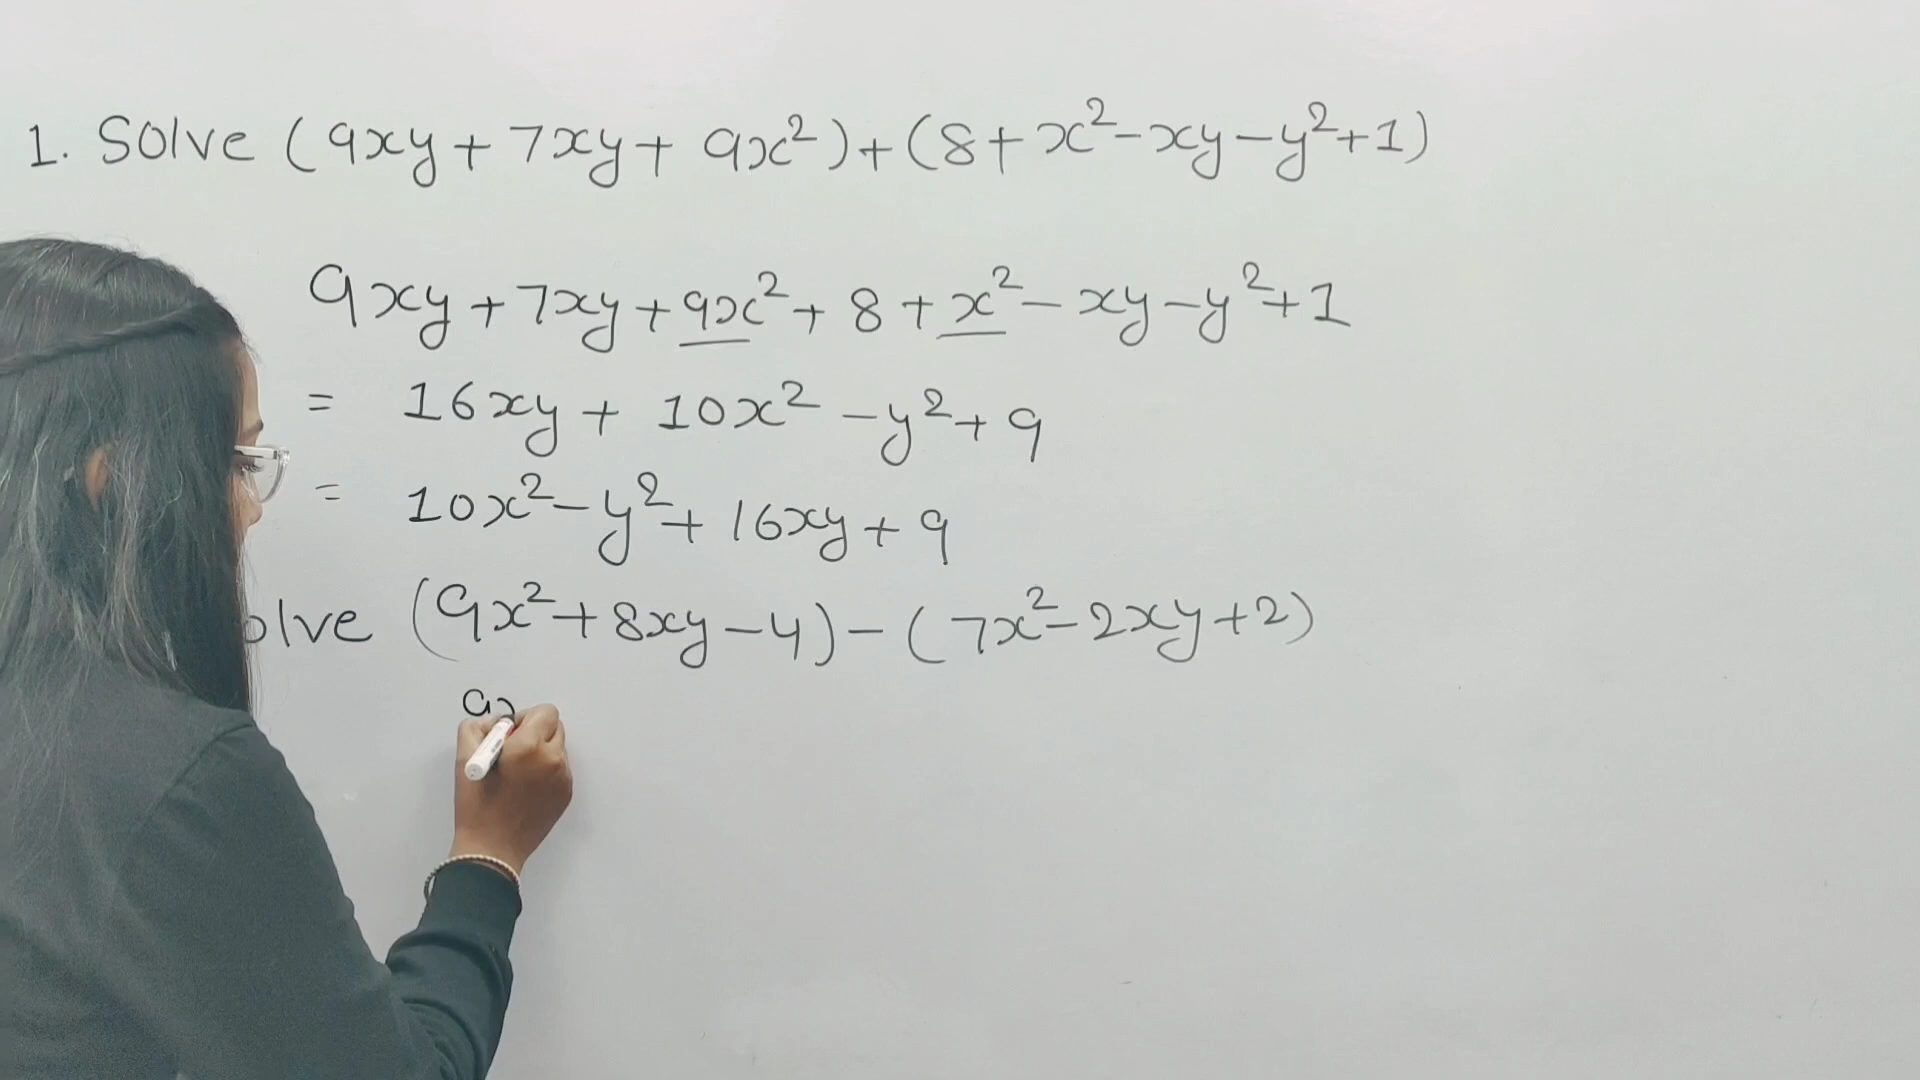 1. Solve (9xy + 7xy + 9x² ) + (8 + x² - xy - y² + 1)
9xy + 7xy + 9x² + 8 + x² - xy - y² + 1
= 16xy + 10x² - y² + 9
= 10x² - y² + 16xy + 9
olve (9x² + 8xy - 4) - (7x² - 2xy + 2)